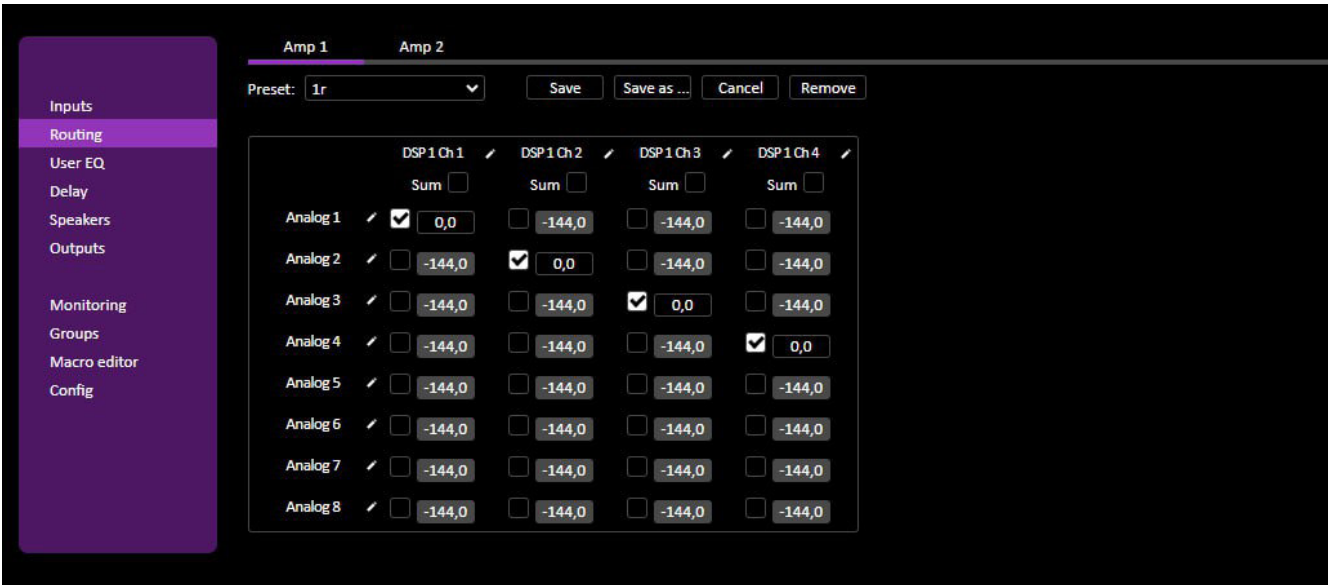 Amp 1 Amp 2
Preset: 1r Save Save as ... Cancel Remove
Inputs
Routing
User EQ
Delay
Speakers
Outputs
Monitoring
Groups
Macro editor
Config
DSP 1 Ch 1 DSP 1 Ch 2 DSP 1 Ch 3 DSP 1 Ch 4
Sum Sum Sum Sum
Analog 1 0,0 -144,0 -144,0 -144,0
Analog 2 -144,0 0,0 -144,0 -144,0
Analog 3 -144,0 -144,0 0,0 -144,0
Analog 4 -144,0 -144,0 -144,0 0,0
Analog 5 -144,0 -144,0 -144,0 -144,0
Analog 6 -144,0 -144,0 -144,0 -144,0
Analog 7 -144,0 -144,0 -144,0 -144,0
Analog 8 -144,0 -144,0 -144,0 -144,0